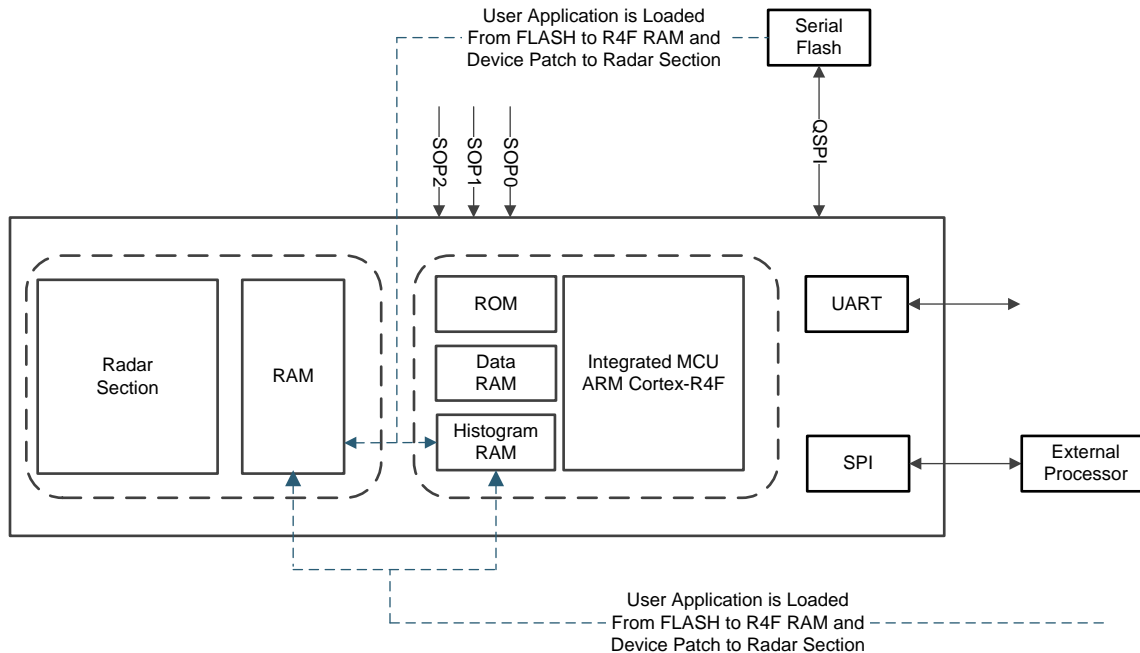 User Application is Loaded
From FLASH to R4F RAM and
Device Patch to Radar Section
Serial
Flash
SOP2
SOP1
SOP0
QSPI
Radar
Section
RAM
ROM
Data
RAM
Histogram
RAM
Integrated MCU
ARM Cortex-R4F
UART
SPI
External
Processor
User Application is Loaded
From FLASH to R4F RAM and
Device Patch to Radar Section